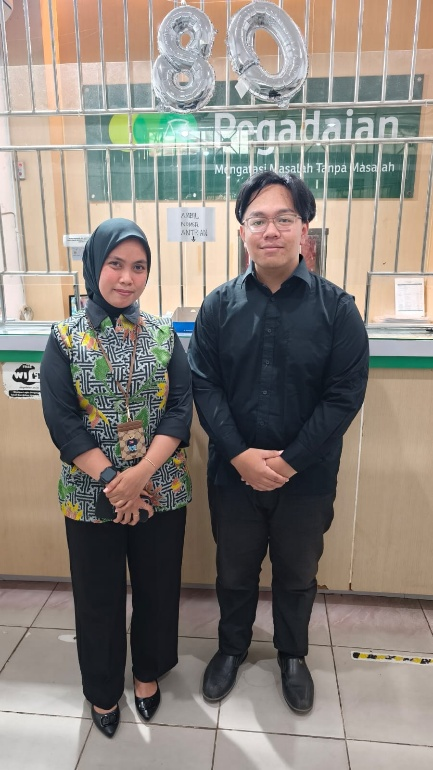 80
Pegadaian
Mengatasi Masalah Tanpa Masalah
AMBIL
NOMOR
ANTRIAN